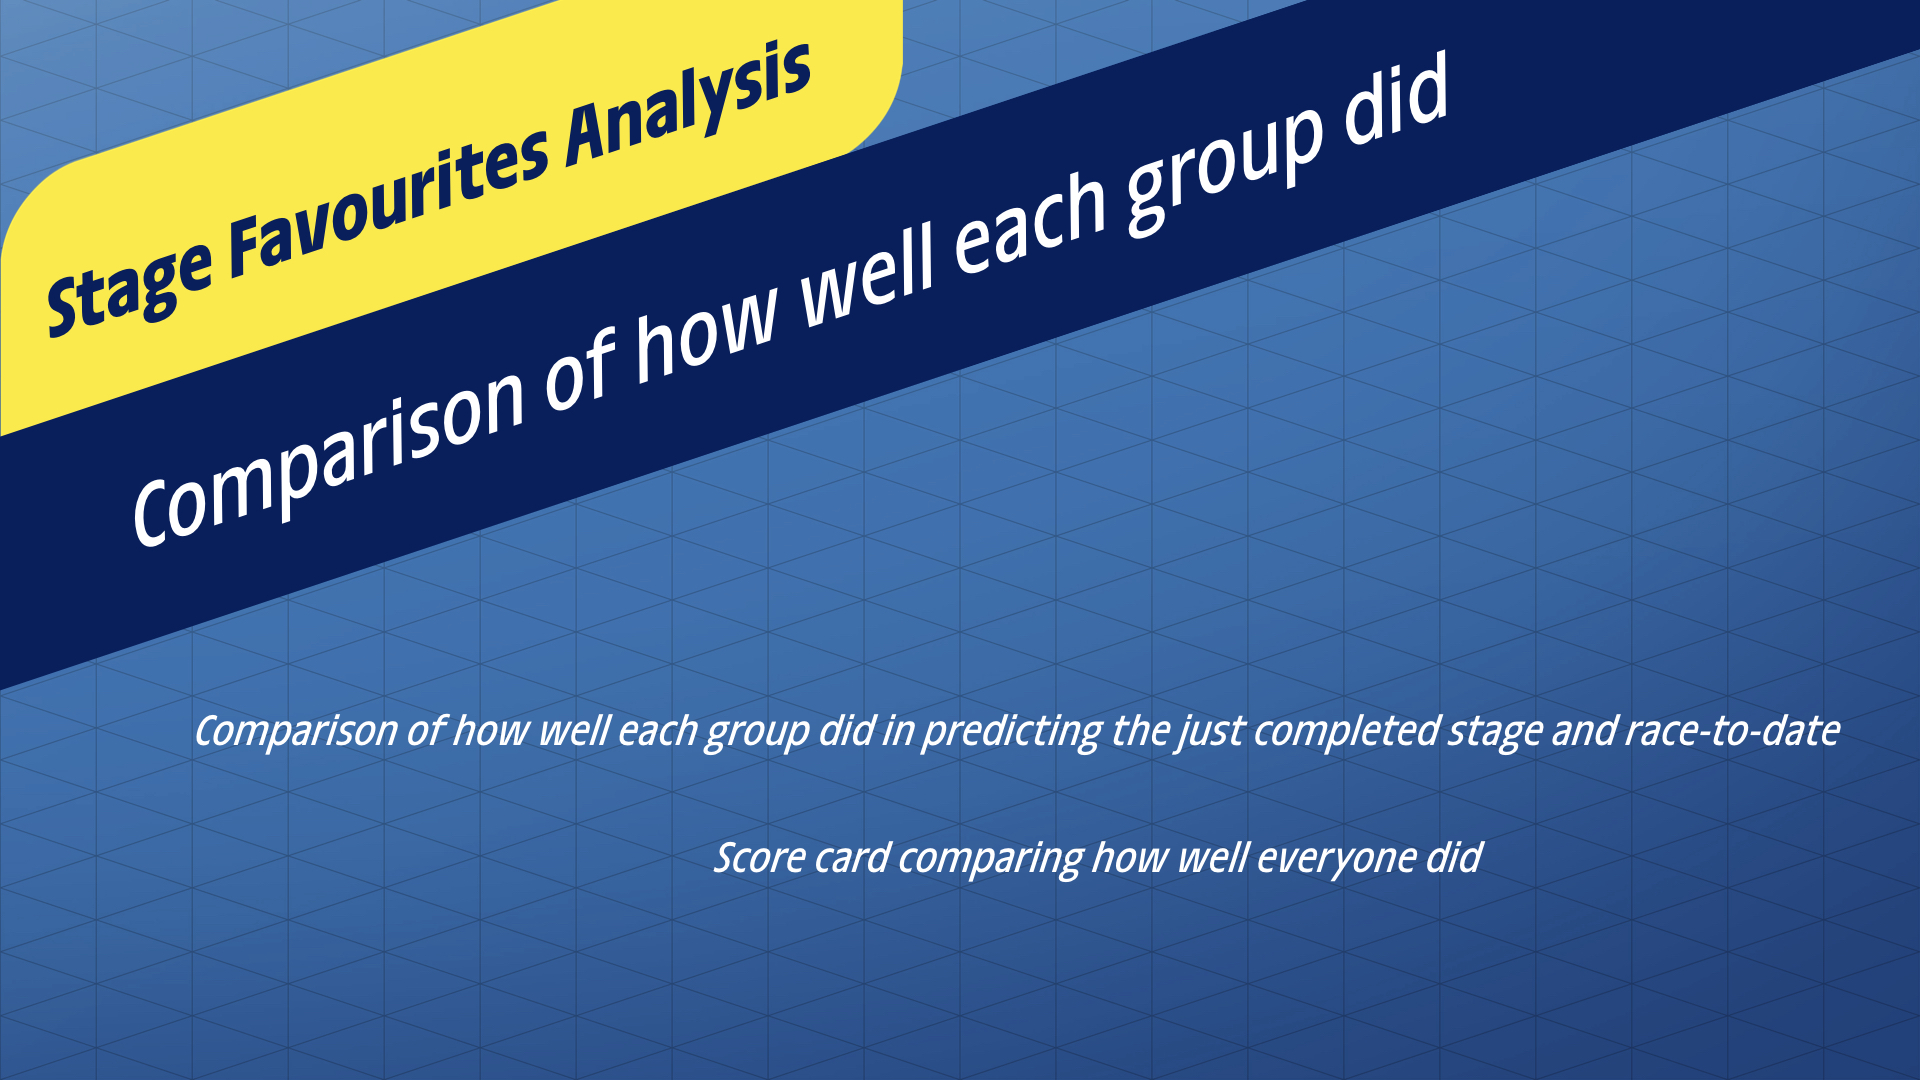 Stage Favourites Analysis
Comparison of how well each group did
Comparison of how well each group did in predicting the just completed stage and race-to-date
Score card comparing how well everyone did